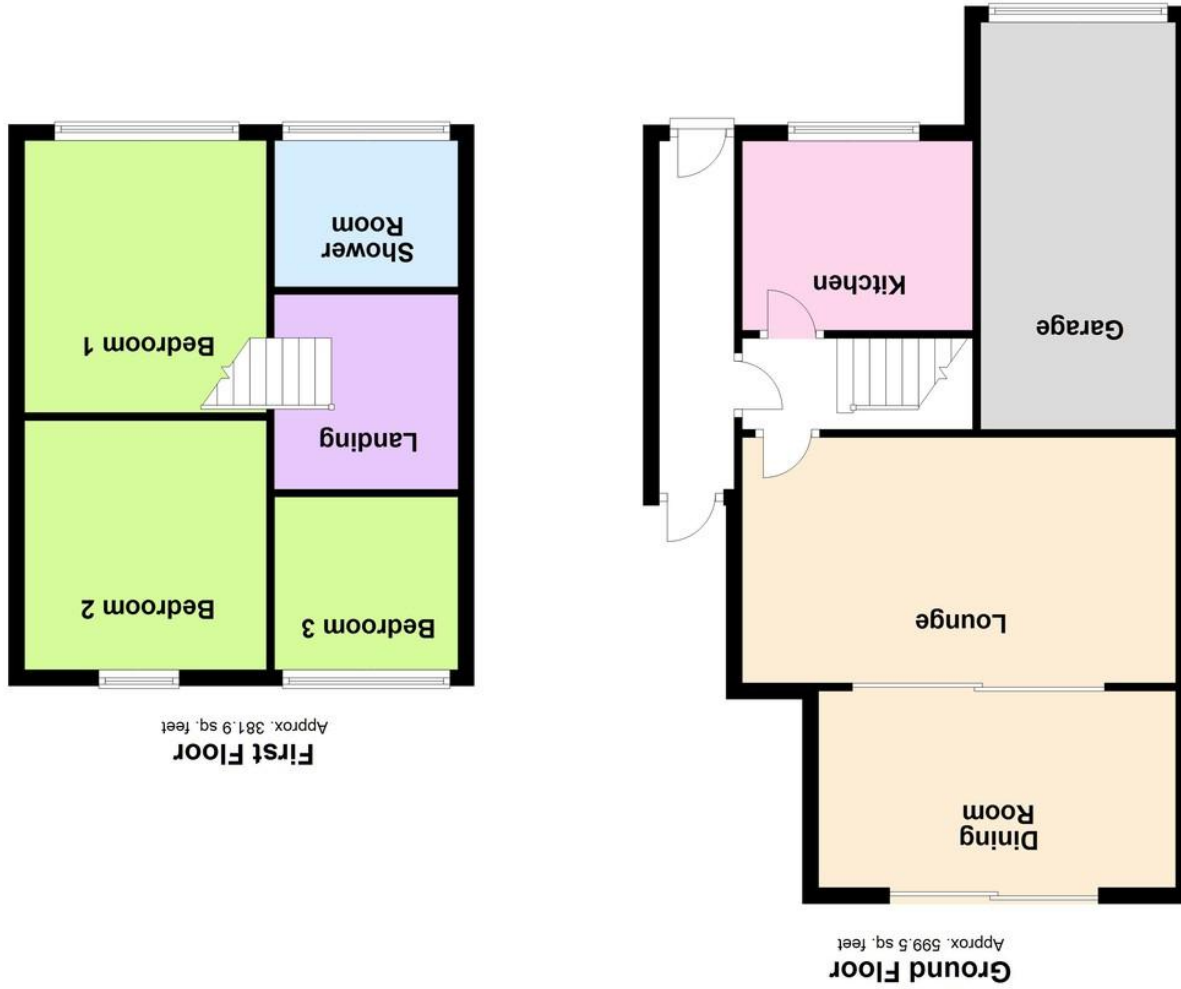 Ground Floor
Approx. 599.5 sq. feet
Dining
Room
Lounge
Garage
Kitchen
First Floor
Approx. 381.9 sq. feet
Bedroom 3
Bedroom 2
Landing
Bedroom 1
Shower
Room